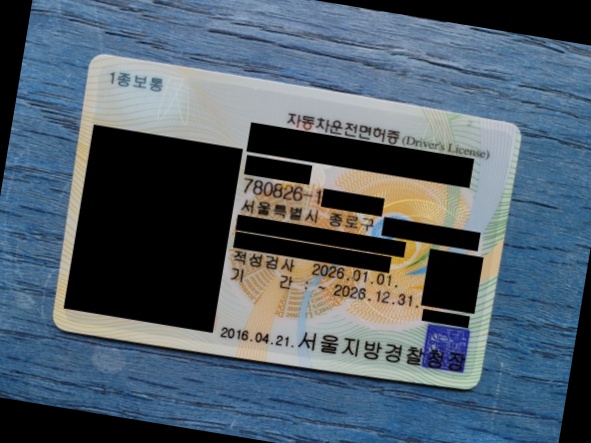 1종보통
자동차운전면허증 (Driver's License)
780826-1
서울특별시 종로구
적성검사 2026.01.01.
기 간 : 2026.12.31.
2016.04.21. 서울지방경찰청장